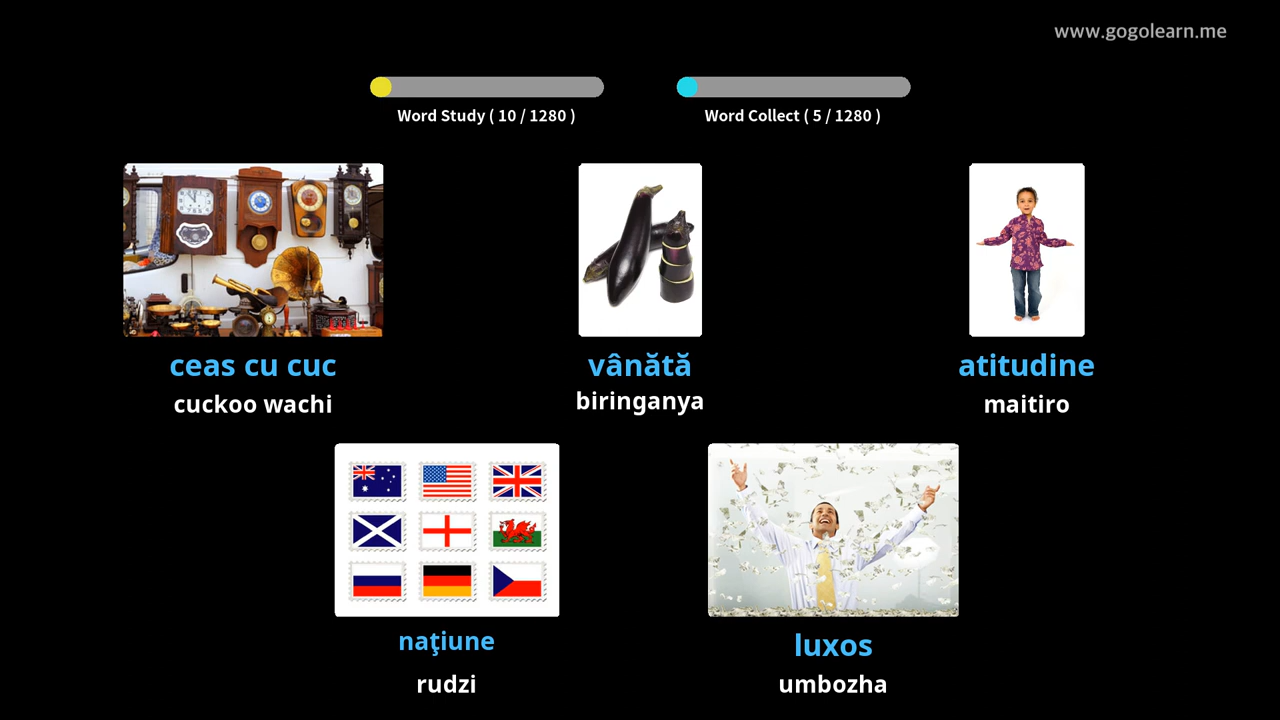 www.gogolearn.me
Word Study ( 10 / 1280 )
Word Collect ( 5 / 1280 )
ceas cu cuc
cuckoo wachi
vânătă
biringanya
atitudine
maitiro
naţiune
rudzi
luxos
umbozha